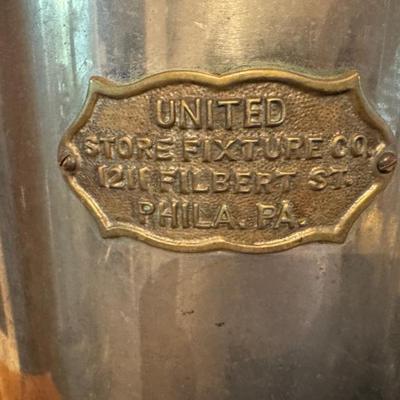 UNITED
STORE FIXTURE CO.
1211 FILBERT ST.
PHILA. PA.